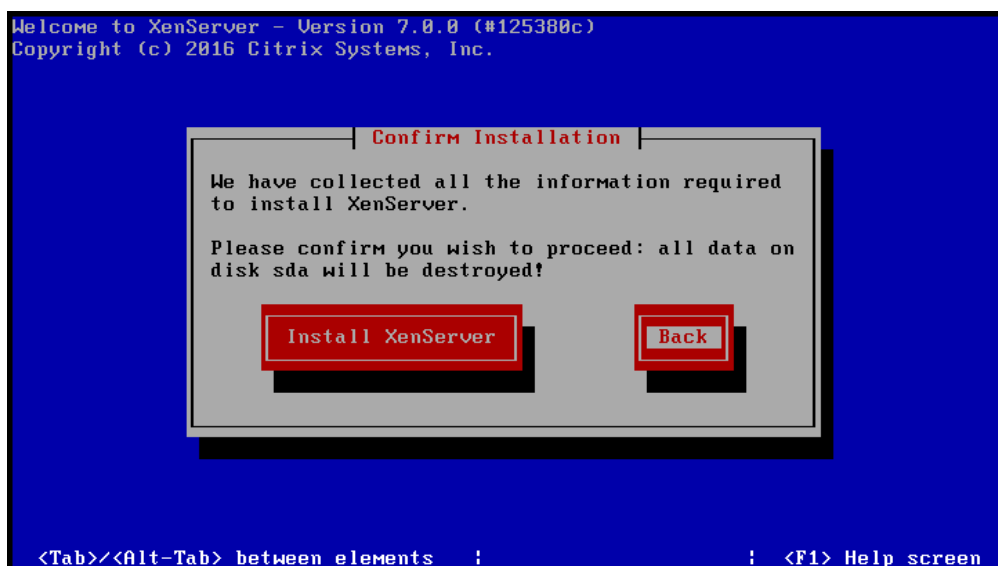 Welcome to XenServer - Version 7.0.0 (#125380c)
Copyright (c) 2016 Citrix Systems, Inc.
Confirm Installation
We have collected all the information required
to install XenServer.
Please confirm you wish to proceed: all data on
disk sda will be destroyed!
Install XenServer Back
<Tab>/<Alt-Tab> between elements | | <F1> Help screen